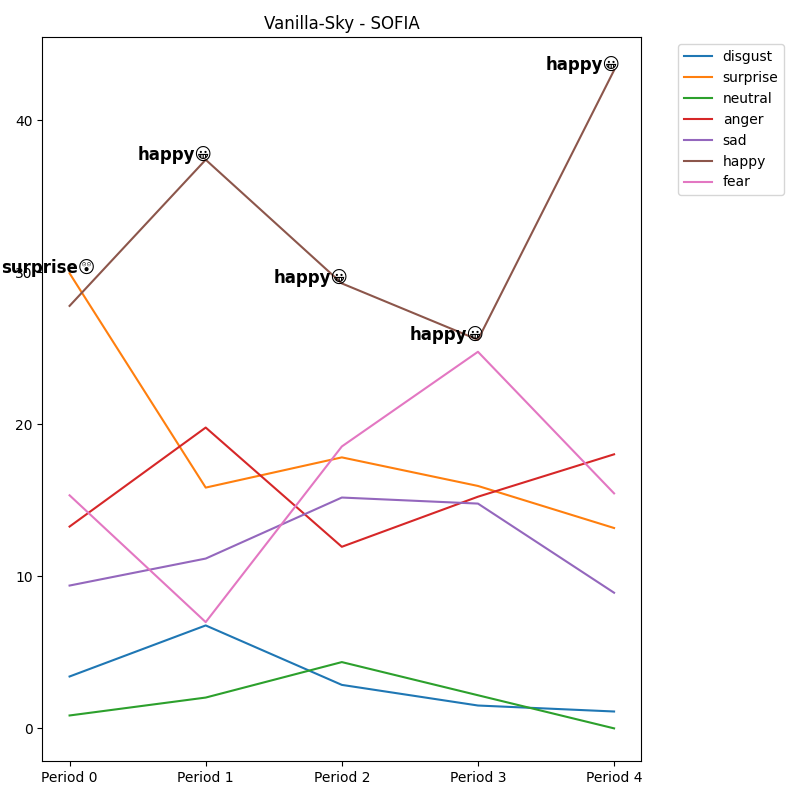 Vanilla-Sky - SOFIA
disgust
surprise
neutral
anger
sad
happy
fear
happy😀
40
happy😀
surprise😲
30
happy😀
happy😀
20
10
0
Period 0 Period 1 Period 2 Period 3 Period 4